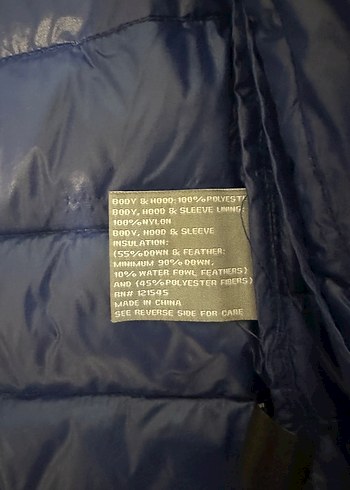 BODY & HOOD: 100% POLYESTE
BODY, HOOD & SLEEVE LINING:
100% NYLON
BODY, HOOD & SLEEVE
INSULATION:
(55% DOWN & FEATHER:
MINIMUM 90% DOWN,
10% WATER FOWL FEATHERS)
AND (45% POLYESTER FIBERS)
RN# 121545
MADE IN CHINA
SEE REVERSE SIDE FOR CARE